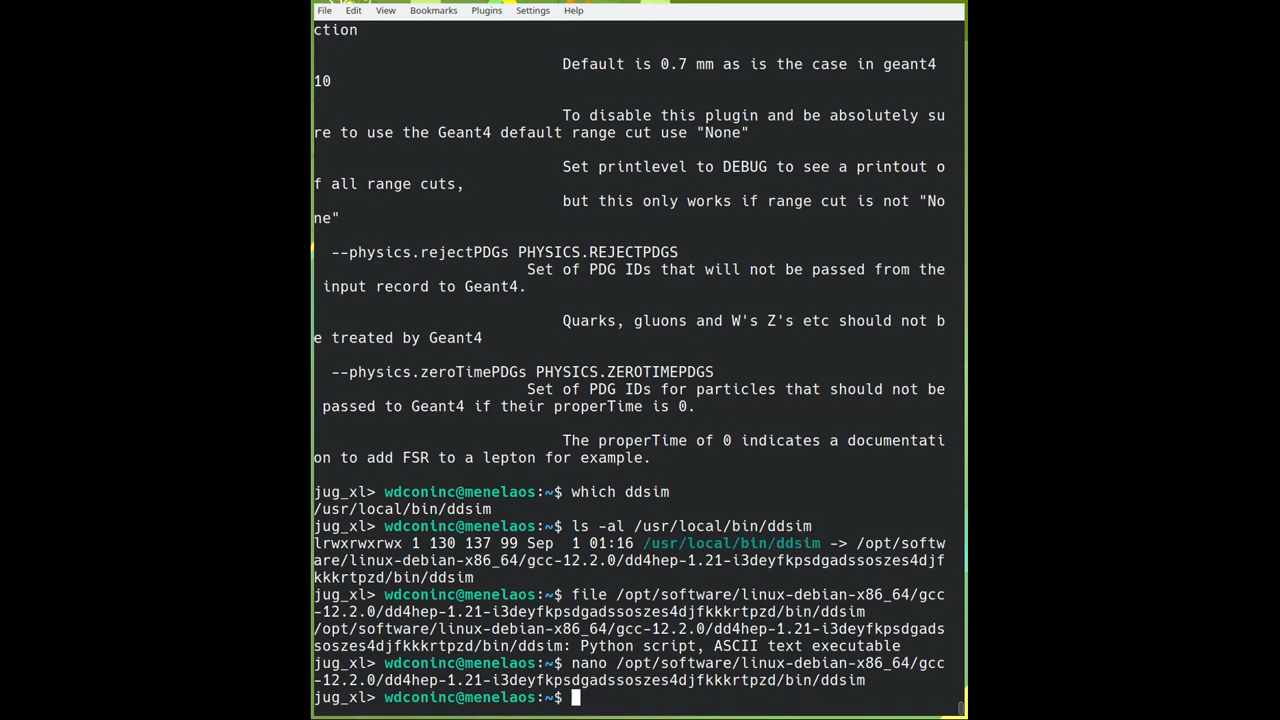 File Edit View Bookmarks Plugins Settings Help
ction
Default is 0.7 mm as is the case in geant4
10
To disable this plugin and be absolutely su
re to use the Geant4 default range cut use "None"
Set printlevel to DEBUG to see a printout o
f all range cuts,
but this only works if range cut is not "No
ne"
--physics.rejectPDGs PHYSICS.REJECTPDGS
Set of PDG IDs that will not be passed from the
input record to Geant4.
Quarks, gluons and W's Z's etc should not b
e treated by Geant4
--physics.zeroTimePDGs PHYSICS.ZEROTIMEPDGS
Set of PDG IDs for particles that should not be
passed to Geant4 if their properTime is 0.
The properTime of 0 indicates a documentati
on to add FSR to a lepton for example.
jug_xl> wdconinc@menelaos:~$ which ddsim
/usr/local/bin/ddsim
jug_xl> wdconinc@menelaos:~$ ls -al /usr/local/bin/ddsim
lrwxrwxrwx 1 130 137 99 Sep  1 01:16 /usr/local/bin/ddsim -> /opt/softw
are/linux-debian-x86_64/gcc-12.2.0/dd4hep-1.21-i3deyfkpsdgadssoszes4djf
kkkrtpzd/bin/ddsim
jug_xl> wdconinc@menelaos:~$ file /opt/software/linux-debian-x86_64/gcc
-12.2.0/dd4hep-1.21-i3deyfkpsdgadssoszes4djfkkkrtpzd/bin/ddsim
/opt/software/linux-debian-x86_64/gcc-12.2.0/dd4hep-1.21-i3deyfkpsdgads
soszes4djfkkkrtpzd/bin/ddsim: Python script, ASCII text executable
jug_xl> wdconinc@menelaos:~$ nano /opt/software/linux-debian-x86_64/gcc
-12.2.0/dd4hep-1.21-i3deyfkpsdgadssoszes4djfkkkrtpzd/bin/ddsim
jug_xl> wdconinc@menelaos:~$